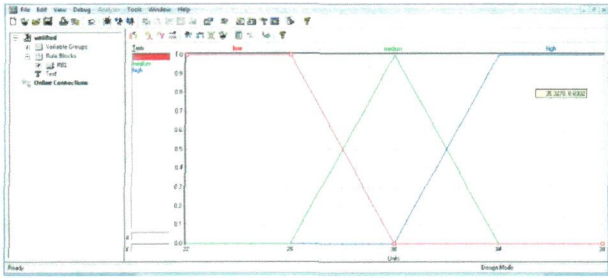 File Edit View Debug Analyzer Tools Window Help
untitled
Variable Groups
Rule Blocks
RB1
Text
Online Connections
Term
medium
high
low medium high
1.0
0.9
0.8
0.7
0.6
0.5
0.4
0.3
0.2
0.1
0.0
22 26 30 34 38
Units
Ready Design Mode